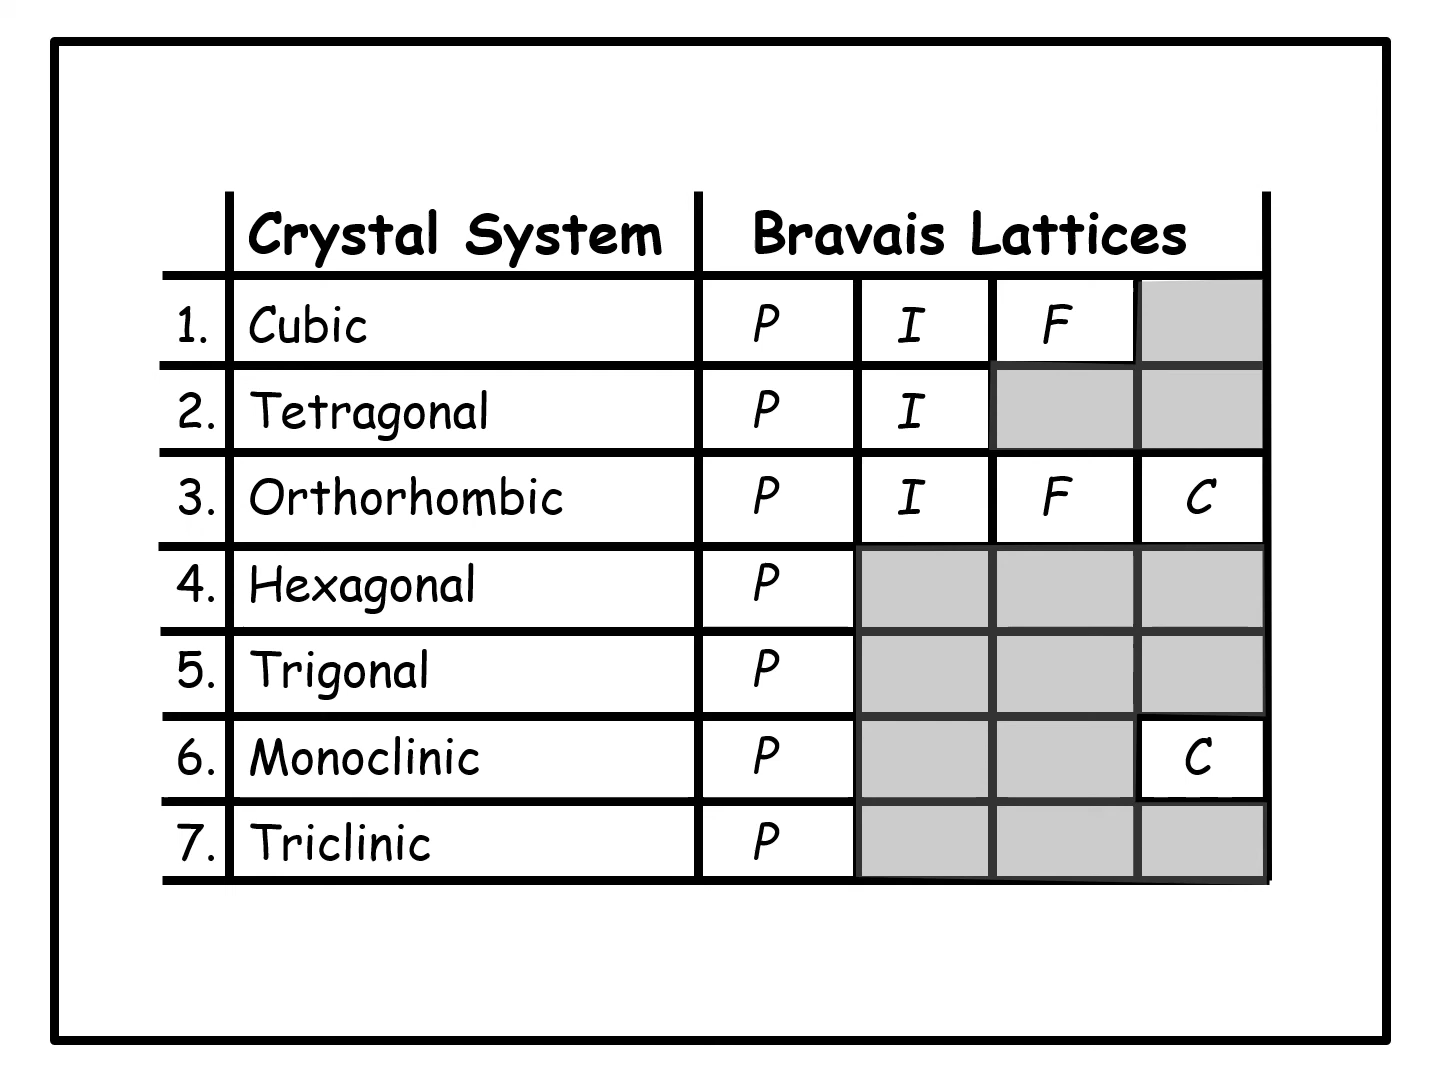 Crystal System Bravais Lattices
1. Cubic P I F
2. Tetragonal P I
3. Orthorhombic P I F C
4. Hexagonal P
5. Trigonal P
6. Monoclinic P C
7. Triclinic P